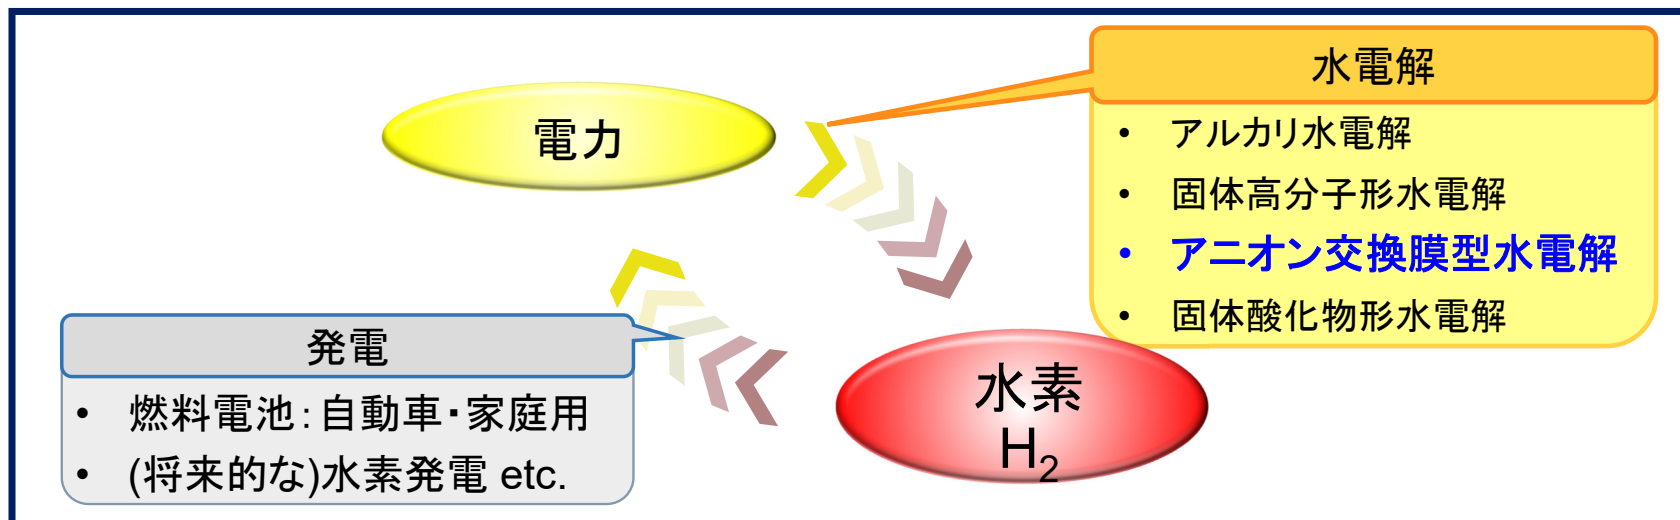 電力
水電解
• アルカリ水電解
• 固体高分子形水電解
• アニオン交換膜型水電解
• 固体酸化物形水電解
発電
• 燃料電池：自動車・家庭用
• (将来的な)水素発電 etc.
水素
H₂